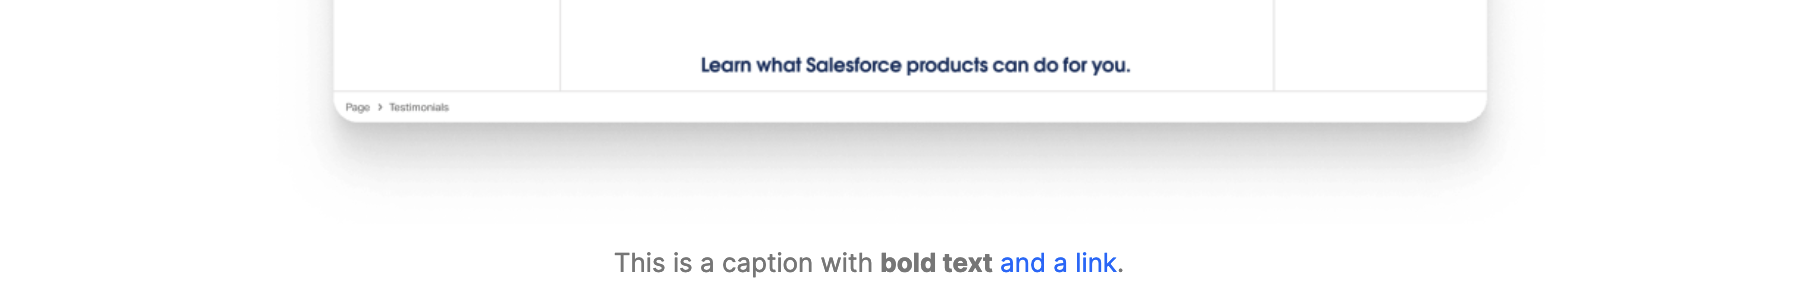 Learn what Salesforce products can do for you.
Page > Testimonials
This is a caption with bold text and a link.